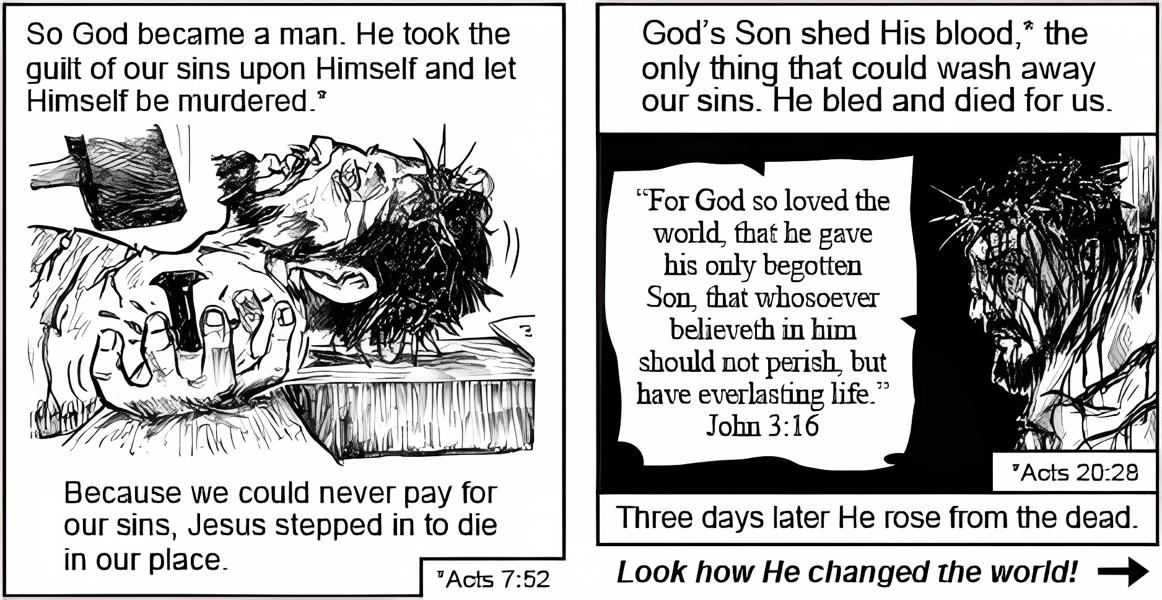 So God became a man. He took the
guilt of our sins upon Himself and let
Himself be murdered.*
Because we could never pay for
our sins, Jesus stepped in to die
in our place.
*Acts 7:52
God's Son shed His blood,* the
only thing that could wash away
our sins. He bled and died for us.
“For God so loved the
world, that he gave
his only begotten
Son, that whosoever
believeth in him
should not perish, but
have everlasting life.”
John 3:16
*Acts 20:28
Three days later He rose from the dead.
Look how He changed the world!